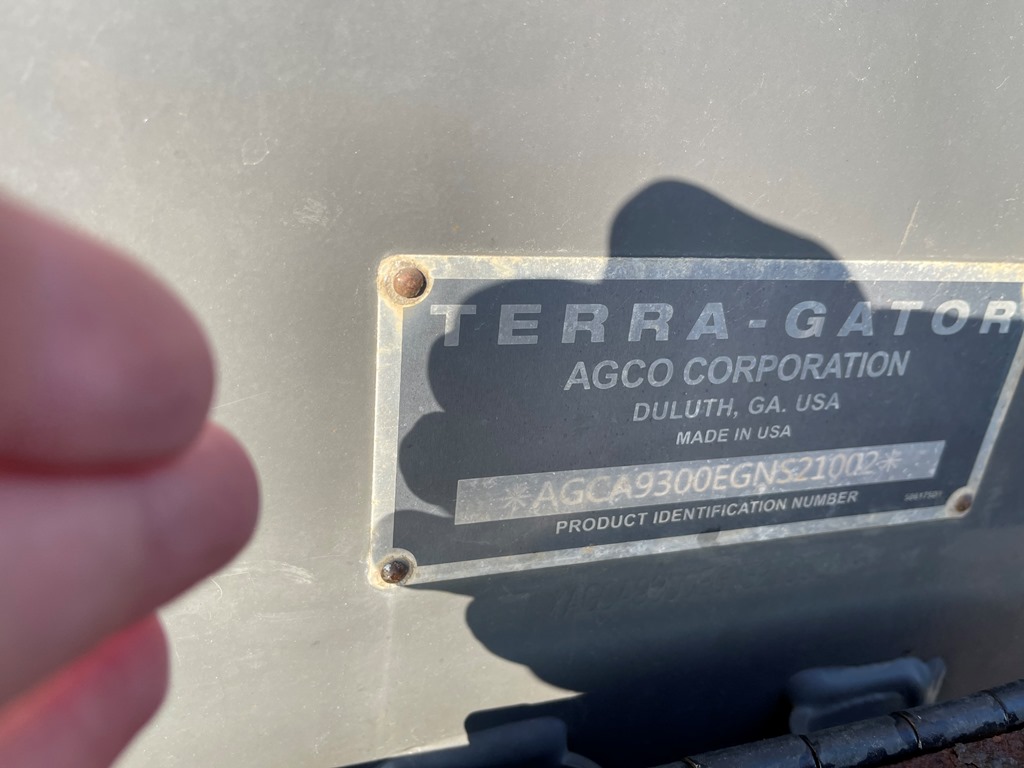 TERRA-GATOR
AGCO CORPORATION
DULUTH, GA. USA
MADE IN USA
*AGCA9300EGNS21002*
PRODUCT IDENTIFICATION NUMBER